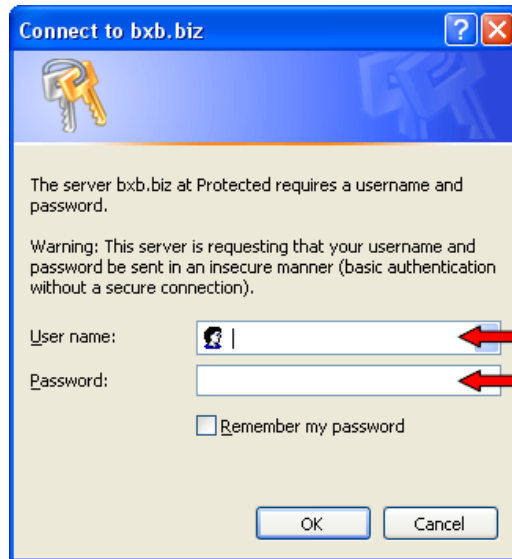 Connect to bxb.biz
The server bxb.biz at Protected requires a username and
password.
Warning: This server is requesting that your username and
password be sent in an insecure manner (basic authentication
without a secure connection).
User name:
Password:
Remember my password
OK Cancel